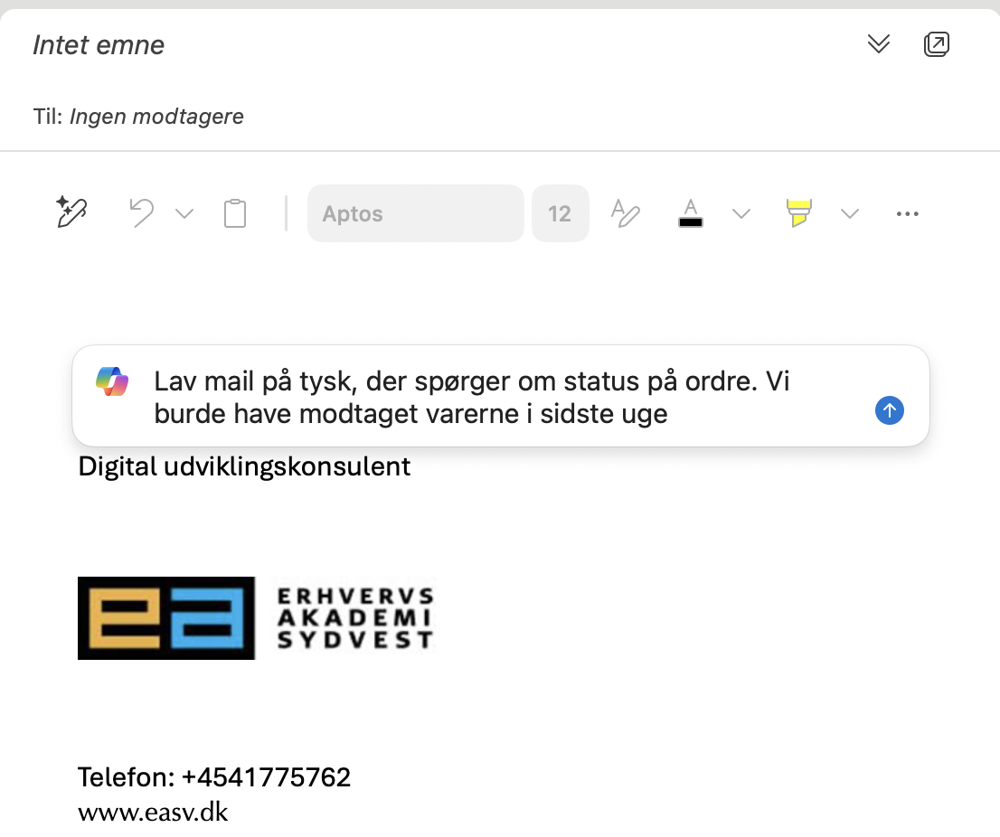 Intet emne
Til: Ingen modtagere
Aptos
12
A
A
Lav mail på tysk, der spørger om status på ordre. Vi
burde have modtaget varerne i sidste uge
Digital udviklingskonsulent
ea
ERHVERVS
AKADEMI
SYDVEST
Telefon: +4541775762
www.easv.dk